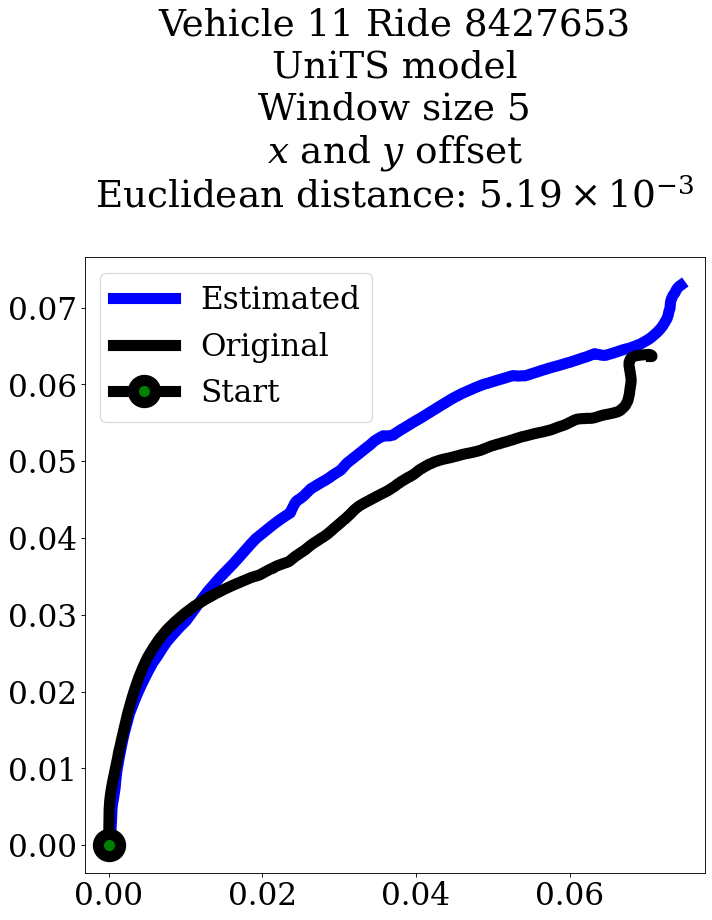 Vehicle 11 Ride 8427653
UniTS model
Window size 5
x and y offset
Euclidean distance: 5.19 × 10⁻³
Estimated
Original
Start
0.07
0.06
0.05
0.04
0.03
0.02
0.01
0.00
0.00 0.02 0.04 0.06